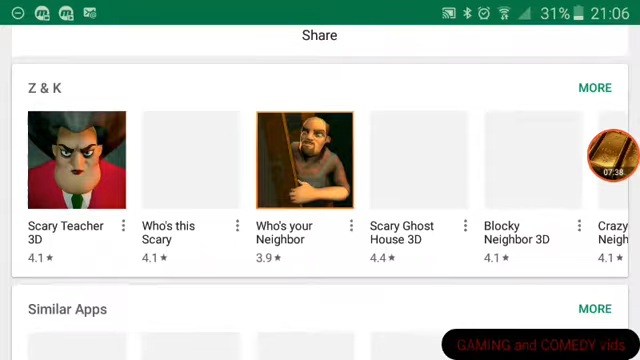 31% 21:06
Share
Z & K MORE
Scary Teacher 3D
4.1★
Who's this Scary
4.1★
Who's your Neighbor
3.9★
Scary Ghost House 3D
4.4★
Blocky Neighbor 3D
4.1★
Crazy Neigh
4.1★
07:38
Similar Apps MORE
GAMING and COMEDY vids